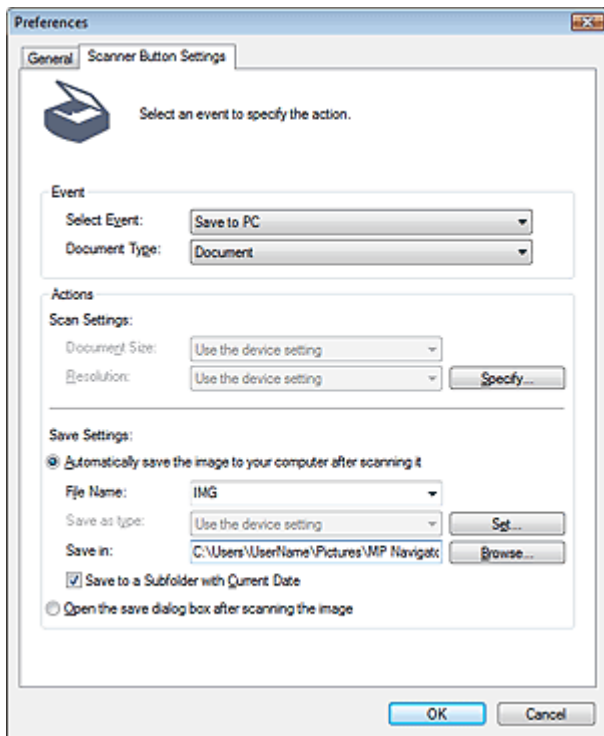 Preferences
General Scanner Button Settings
Select an event to specify the action.
Event
Select Event: Save to PC
Document Type: Document
Actions
Scan Settings:
Document Size: Use the device setting
Resolution: Use the device setting Specify...
Save Settings:
Automatically save the image to your computer after scanning it
File Name: IMG
Save as type: Use the device setting Set...
Save in: C:\Users\UserName\Pictures\MP Navigato Browse...
Save to a Subfolder with Current Date
Open the save dialog box after scanning the image
OK Cancel